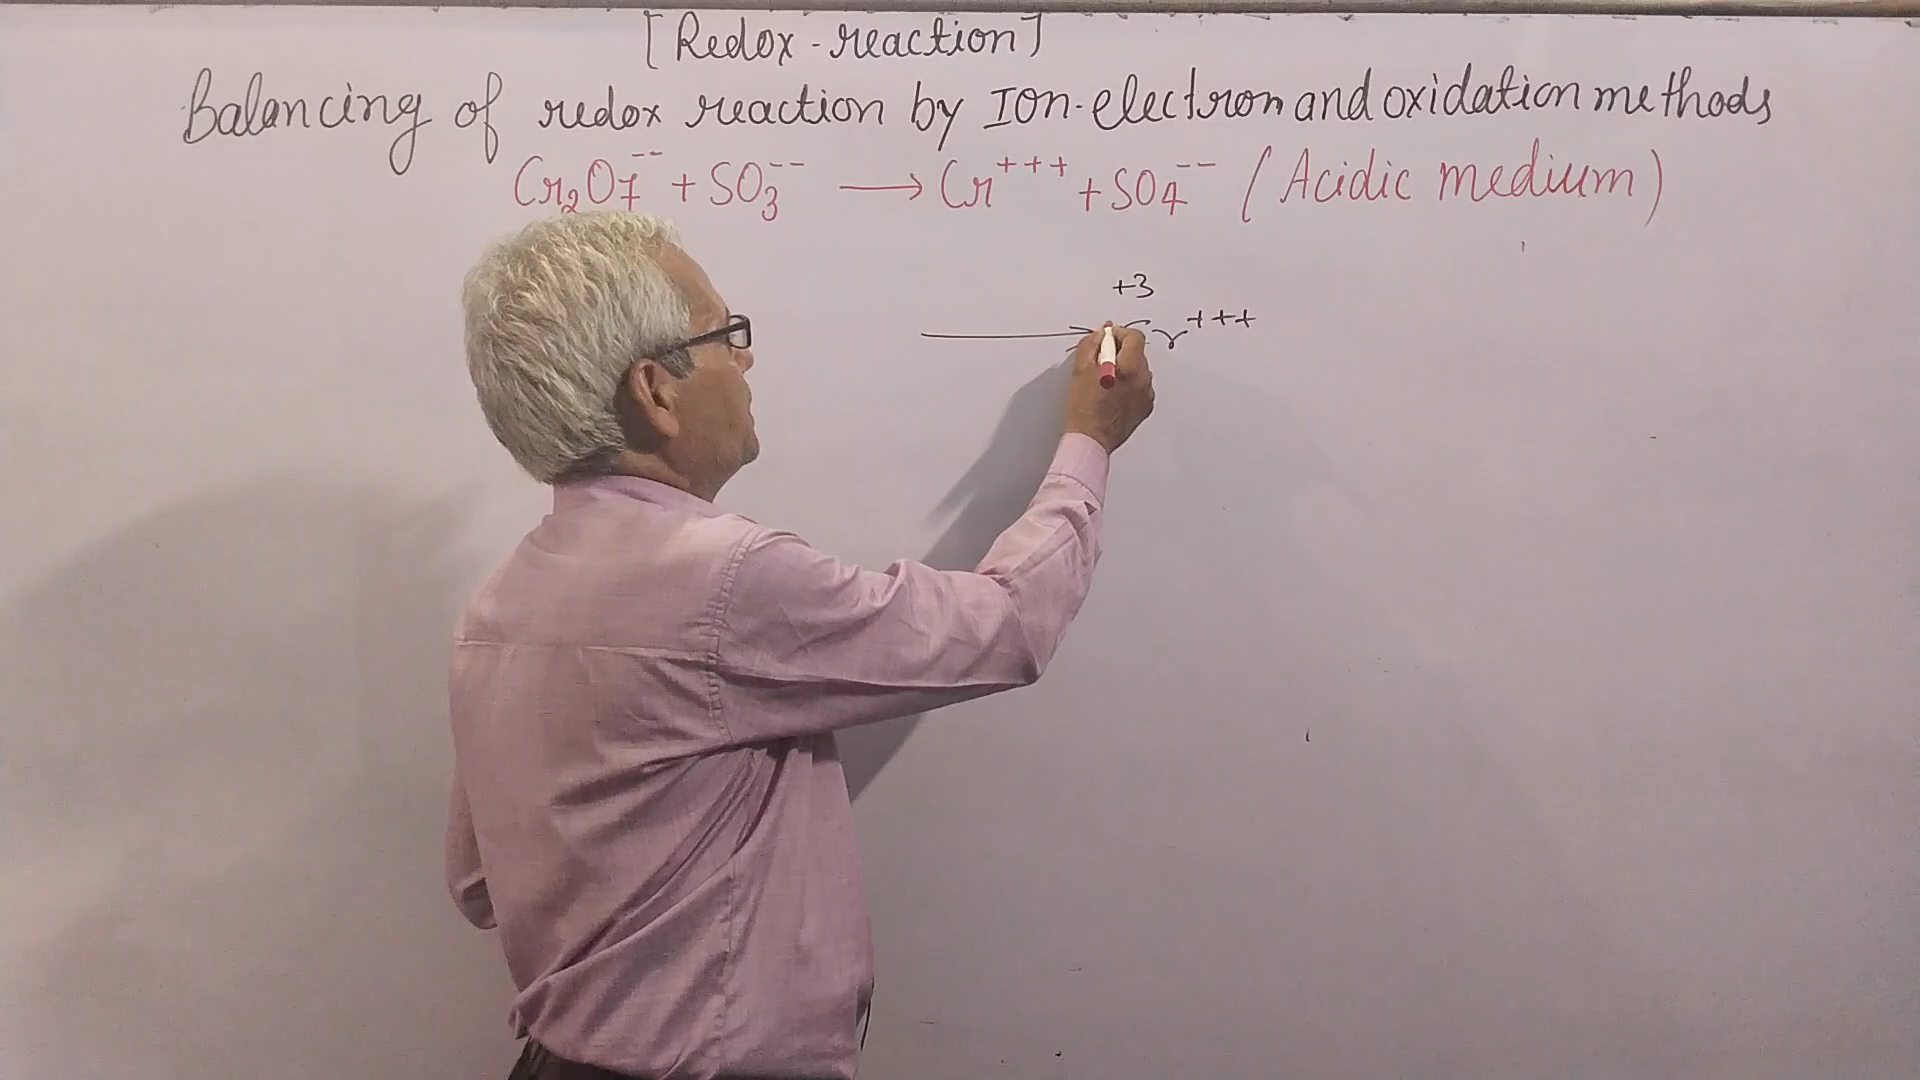 [Redox-reaction]
Balancing of redox reaction by Ion-electron and oxidation methods
Cr₂O₇⁻⁻ + SO₃⁻⁻ ⟶ Cr⁺⁺⁺ + SO₄⁻⁻ (Acidic medium)
+3
⟶ Cr⁺⁺⁺